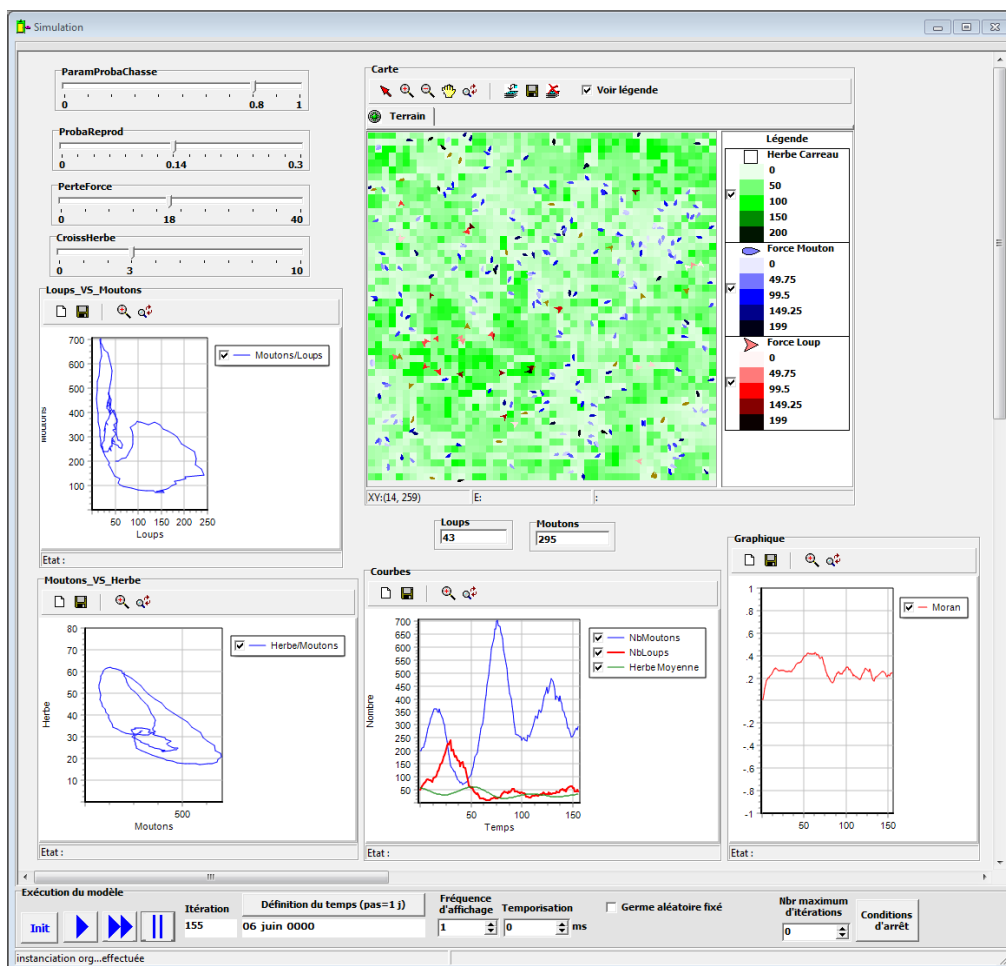 Simulation
ParamProbaChasse
0 0.8 1
ProbaReprod
0 0.14 0.3
PerteForce
0 18 40
CroissHerbe
0 3 10
Carte
Voir légende
Terrain
Légende
Herbe Carreau
0
50
100
150
200
Force Mouton
0
49.75
99.5
149.25
199
Force Loup
0
49.75
99.5
149.25
199
XY:(14, 259) E: :
Loups_VS_Moutons
700
600
500
400
300
200
100
Moutons
50 100 150 200 250
Loups
Moutons/Loups
Etat :
Loups
43
Moutons
295
Moutons_VS_Herbe
80
70
60
50
40
30
20
10
Herbe
500
Moutons
Herbe/Moutons
Etat :
Courbes
700
650
600
550
500
450
400
350
300
250
200
150
100
50
Nombre
50 100 150
Temps
NbMoutons
NbLoups
HerbeMoyenne
Etat :
Graphique
1
.8
.6
.4
.2
-.2
-.4
-.6
-.8
-1
50 100 150
Moran
Etat :
Exécution du modèle
Init
Itération
155
Définition du temps (pas=1 j)
06 juin 0000
Fréquence
d'affichage
1
Temporisation
0 ms
Germe aléatoire fixé
Nbr maximum
d'itérations
0
Conditions
d'arrêt
instanciation org...effectuée